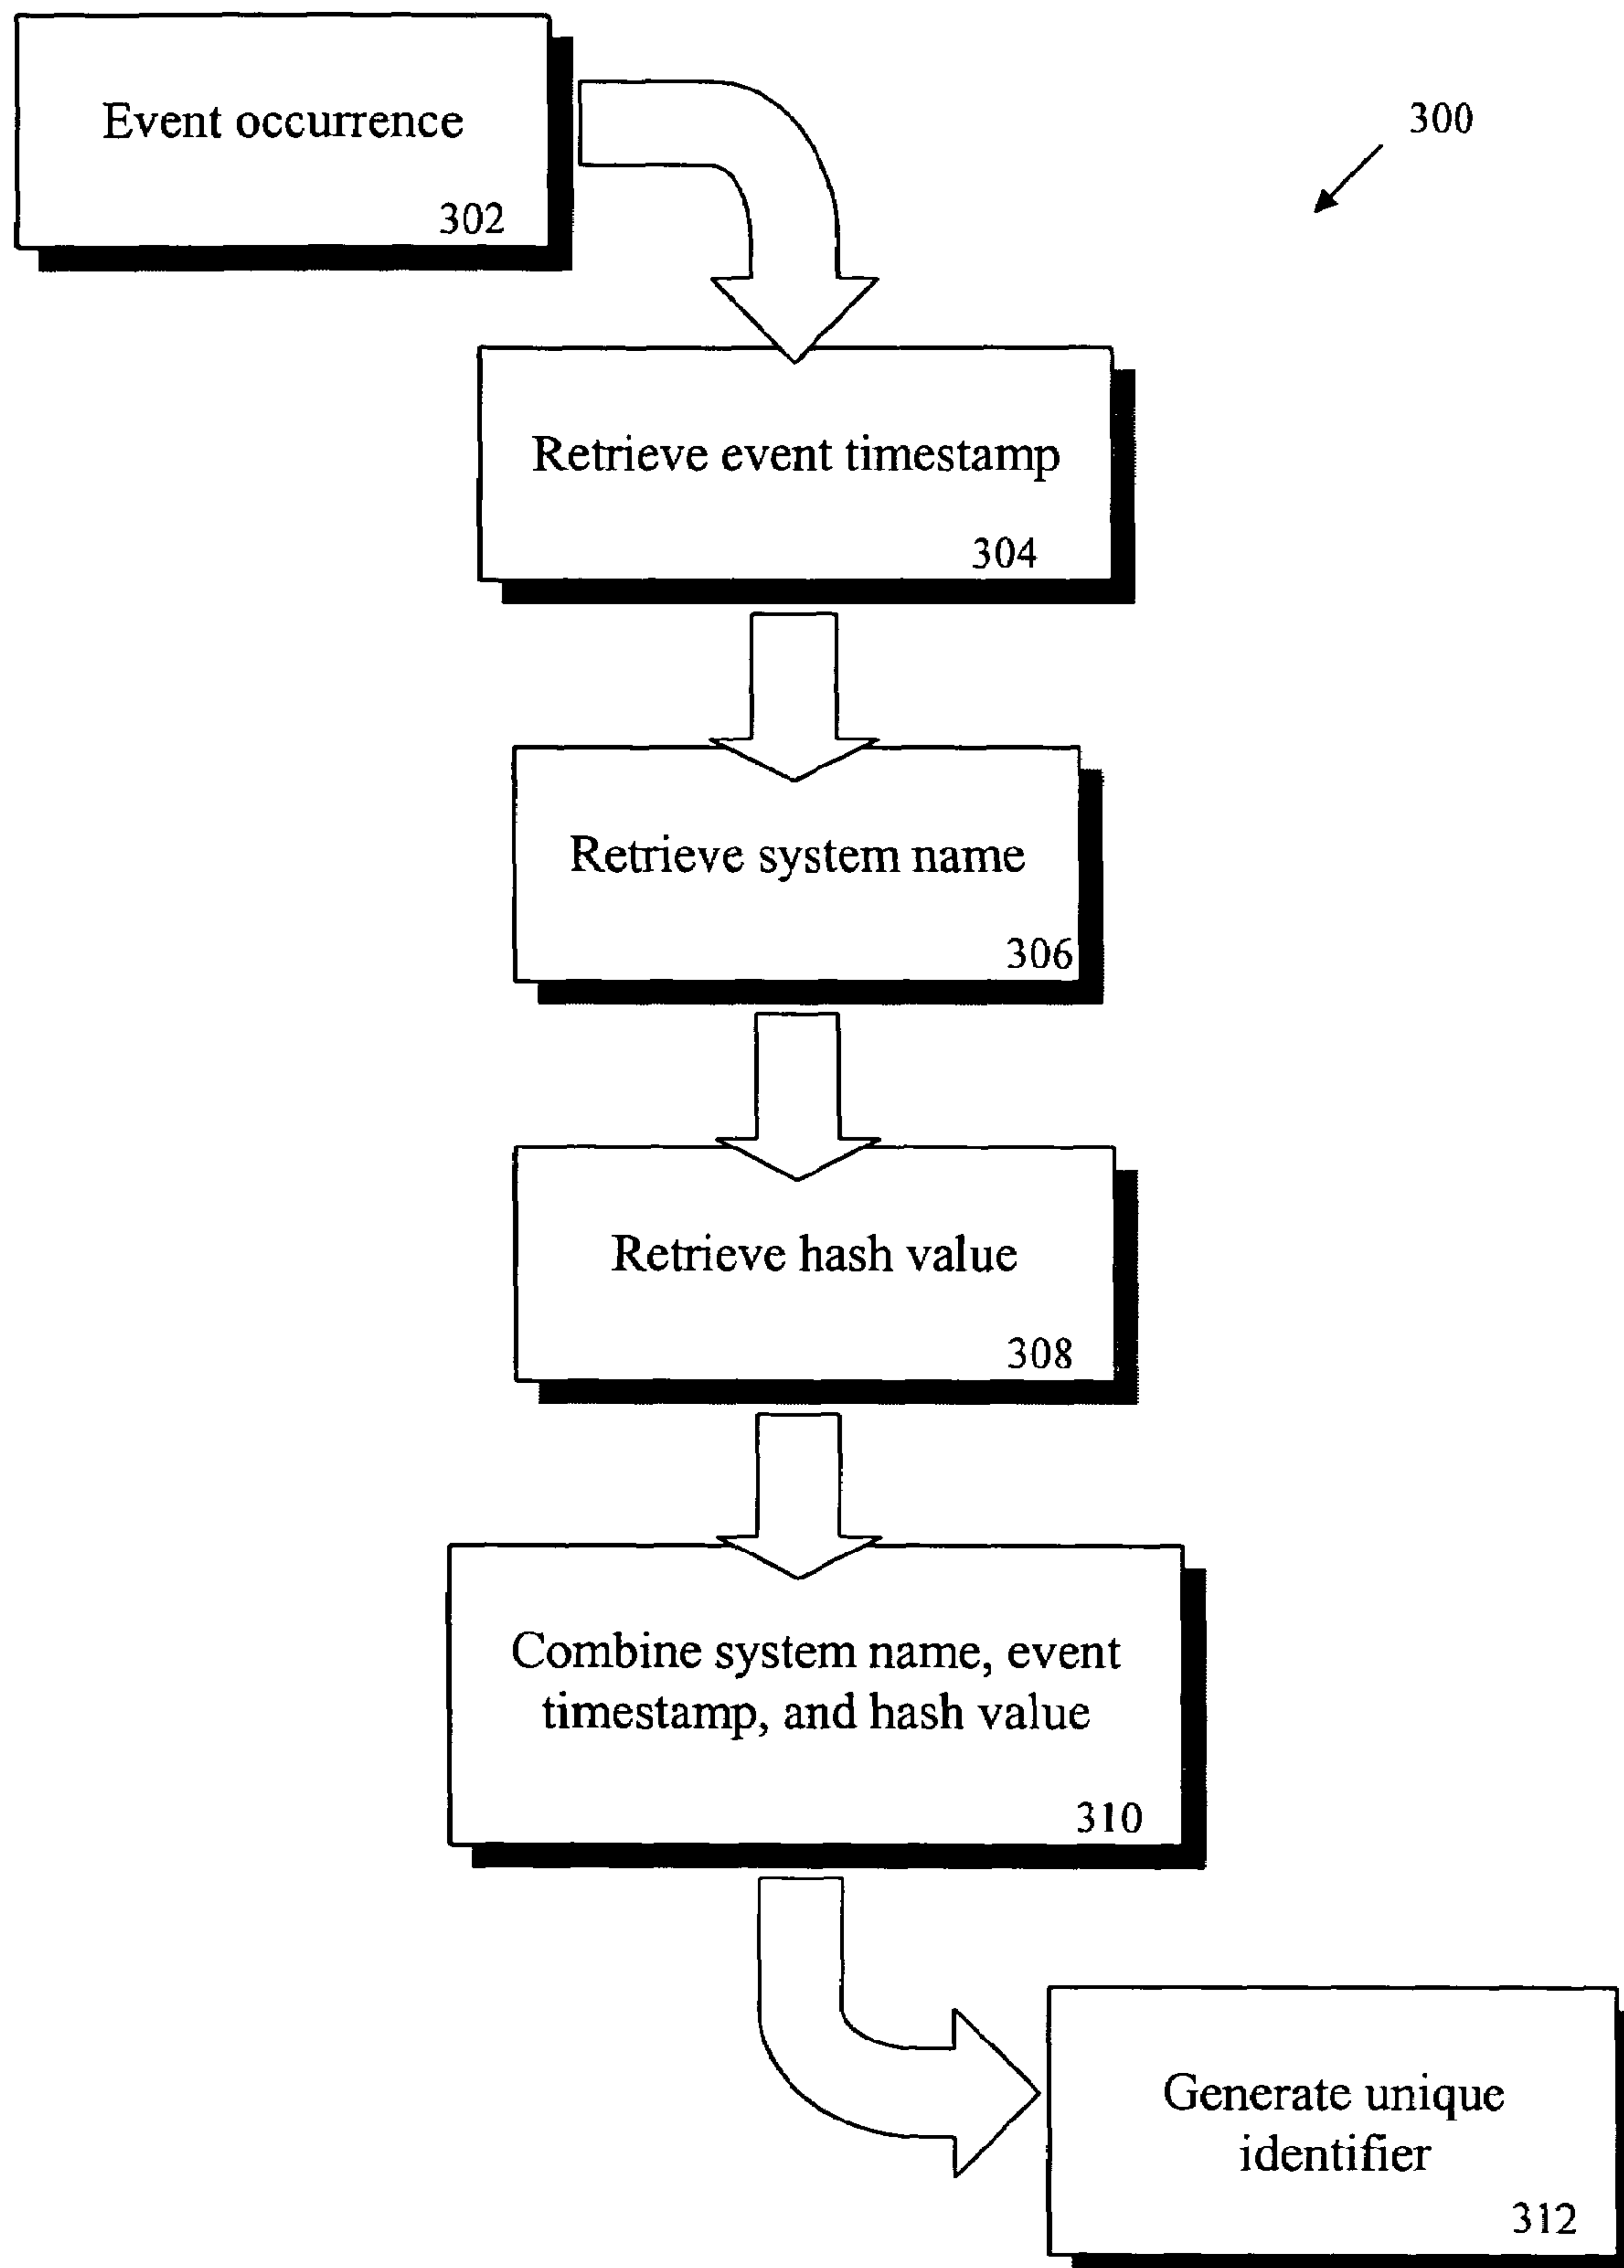 Event occurrence
302
300
Retrieve event timestamp
304
Retrieve system name
306
Retrieve hash value
308
Combine system name, event
timestamp, and hash value
310
Generate unique
identifier
312